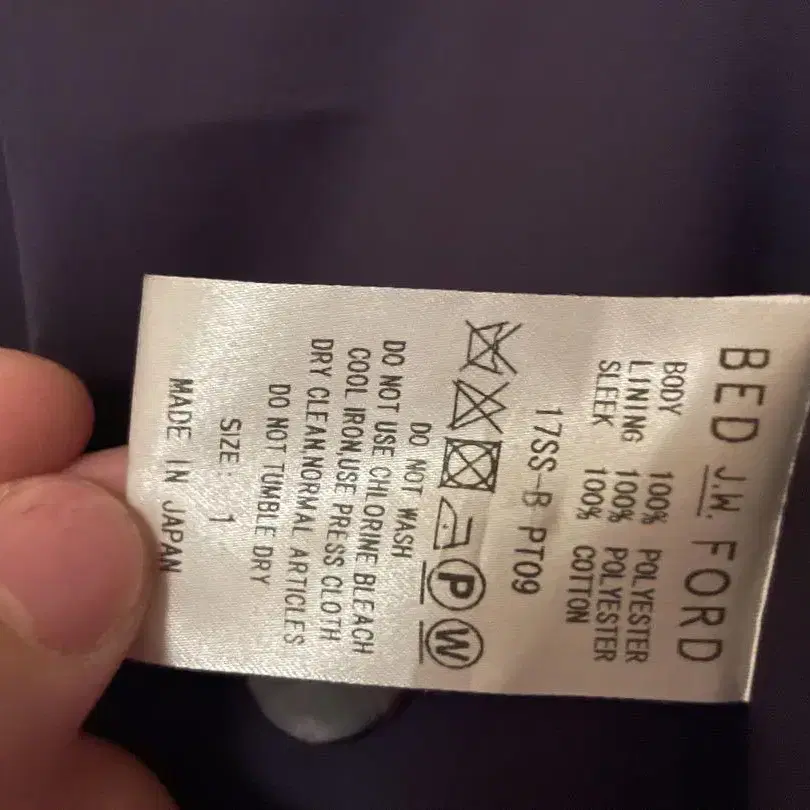 BED J.W. FORD
BODY 100% POLYESTER
LINING 100% POLYESTER
SLEEK 100% COTTON
17SS-B PT09
P W
DO NOT WASH
DO NOT USE CHLORINE BLEACH
COOL IRON,USE PRESS CLOTH
DRY CLEAN,NORMAL ARTICLES
DO NOT TUMBLE DRY
SIZE: 1
MADE IN JAPAN